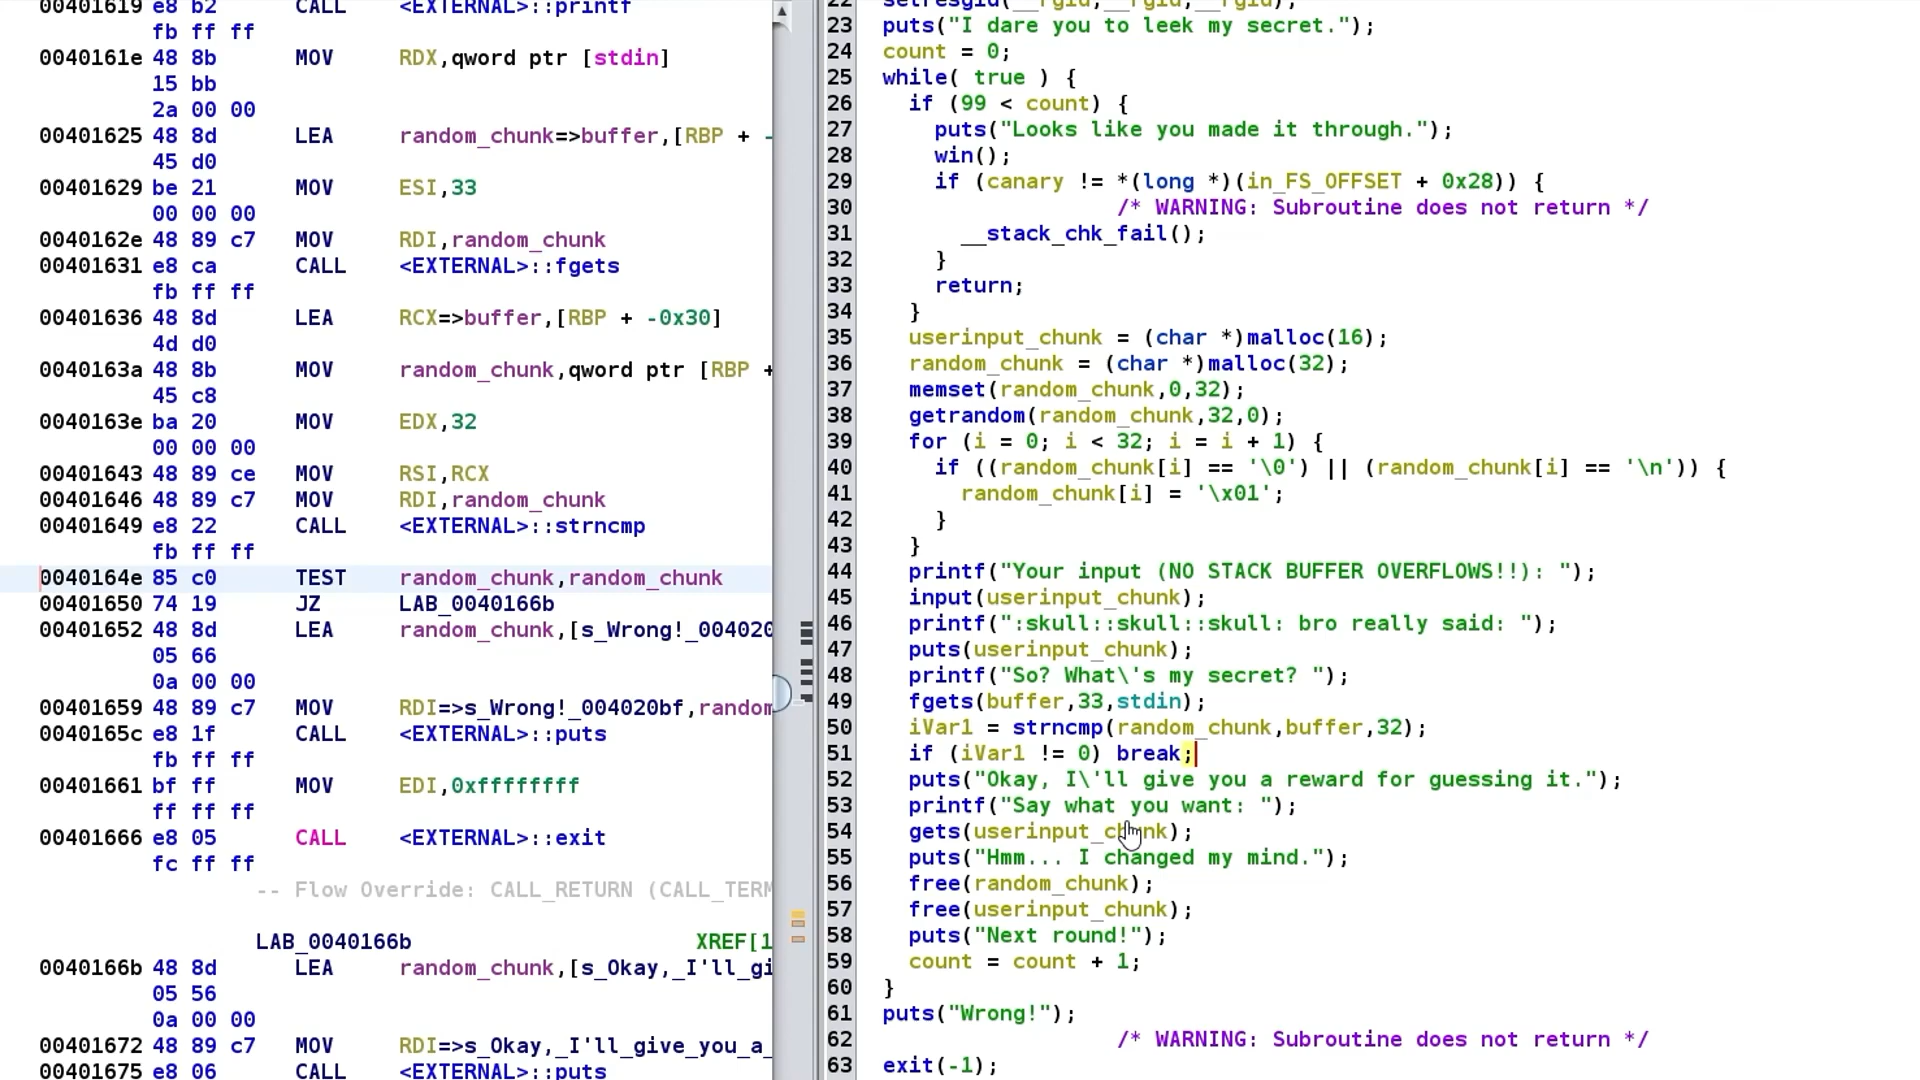 00401619 e8 b2 CALL <EXTERNAL>::printf
fb ff ff
0040161e 48 8b MOV RDX,qword ptr [stdin]
15 bb
2a 00 00
00401625 48 8d LEA random_chunk=>buffer,[RBP + -
45 d0
00401629 be 21 MOV ESI,33
00 00 00
0040162e 48 89 c7 MOV RDI,random_chunk
00401631 e8 ca CALL <EXTERNAL>::fgets
fb ff ff
00401636 48 8d LEA RCX=>buffer,[RBP + -0x30]
4d d0
0040163a 48 8b MOV random_chunk,qword ptr [RBP +
45 c8
0040163e ba 20 MOV EDX,32
00 00 00
00401643 48 89 ce MOV RSI,RCX
00401646 48 89 c7 MOV RDI,random_chunk
00401649 e8 22 CALL <EXTERNAL>::strncmp
fb ff ff
0040164e 85 c0 TEST random_chunk,random_chunk
00401650 74 19 JZ LAB_0040166b
00401652 48 8d LEA random_chunk,[s_Wrong!_004020
05 66
0a 00 00
00401659 48 89 c7 MOV RDI=>s_Wrong!_004020bf,random
0040165c e8 1f CALL <EXTERNAL>::puts
fb ff ff
00401661 bf ff MOV EDI,0xffffffff
ff ff ff
00401666 e8 05 CALL <EXTERNAL>::exit
fc ff ff
-- Flow Override: CALL_RETURN (CALL_TERM
LAB_0040166b XREF[1
0040166b 48 8d LEA random_chunk,[s_Okay,_I'll_gi
05 56
0a 00 00
00401672 48 89 c7 MOV RDI=>s_Okay,_I'll_give_you_a_
00401675 e8 06 CALL <EXTERNAL>::puts
22 setresgid(__rgid,__rgid,__rgid);
23 puts("I dare you to leek my secret.");
24 count = 0;
25 while( true ) {
26 if (99 < count) {
27 puts("Looks like you made it through.");
28 win();
29 if (canary != *(long *)(in_FS_OFFSET + 0x28)) {
30 /* WARNING: Subroutine does not return */
31 __stack_chk_fail();
32 }
33 return;
34 }
35 userinput_chunk = (char *)malloc(16);
36 random_chunk = (char *)malloc(32);
37 memset(random_chunk,0,32);
38 getrandom(random_chunk,32,0);
39 for (i = 0; i < 32; i = i + 1) {
40 if ((random_chunk[i] == '\0') || (random_chunk[i] == '\n')) {
41 random_chunk[i] = '\x01';
42 }
43 }
44 printf("Your input (NO STACK BUFFER OVERFLOWS!!): ");
45 input(userinput_chunk);
46 printf(":skull::skull::skull: bro really said: ");
47 puts(userinput_chunk);
48 printf("So? What\'s my secret? ");
49 fgets(buffer,33,stdin);
50 iVar1 = strncmp(random_chunk,buffer,32);
51 if (iVar1 != 0) break;
52 puts("Okay, I\'ll give you a reward for guessing it.");
53 printf("Say what you want: ");
54 gets(userinput_chunk);
55 puts("Hmm... I changed my mind.");
56 free(random_chunk);
57 free(userinput_chunk);
58 puts("Next round!");
59 count = count + 1;
60 }
61 puts("Wrong!");
62 /* WARNING: Subroutine does not return */
63 exit(-1);